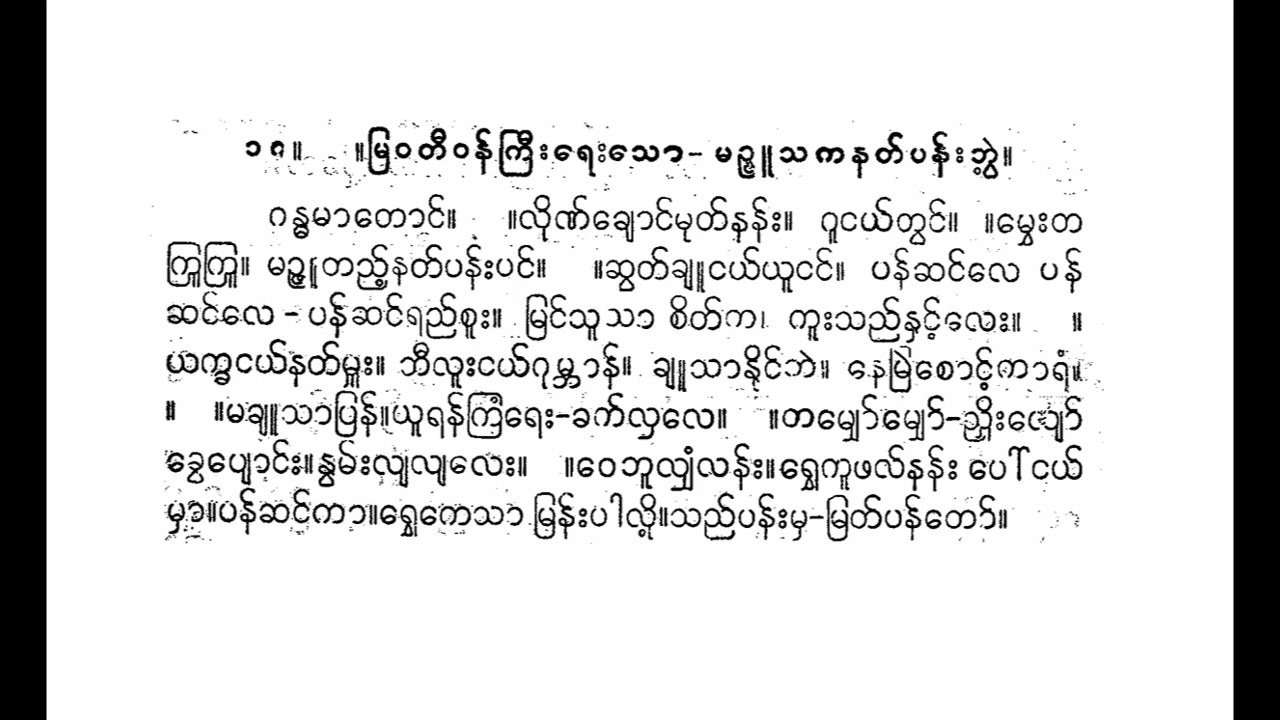 ၁၈။ ။မြဝတီဝန်ကြီးရေးသော-မဉ္ဇူသကနတ်ပန်းဘွဲ့။
ဂန္ဓမာတောင်။ ။လိုဏ်ချောင်မုတ်နန်း။ ဂူငယ်တွင်။ ။မွှေးတ
ကြူကြူ။ မဉ္ဇူတည့်နတ်ပန်းပင်။ ။ဆွတ်ချူငယ်ယူငင်။ ပန်ဆင်လေ ပန်
ဆင်လေ-ပန်ဆင်ရည်စူး။ မြင်သူသာ စိတ်က၊ ကူးသည်နှင့်လေး။ ။
ယက္ခငယ်နတ်မှူး။ ဘီလူးငယ်ဂုမ္ဘာန်။ ချူသာနိုင်ဘဲ။ နေမြဲစောင့်ကာရံ။
။ ။မချူသာပြန်။ယူရန်ကြံရေး-ခက်လှလေ။ ။တမျှော်မျှော်-ညှိုးဇျော်
ခွေပျောင်း။နွမ်းလျလျလေး။ ။ဝေဘူလျှံလန်း။ရွှေကူဖလ်နန်း ပေါ်ငယ်
မှာ။ပန်ဆင်ကာ။ရွှေကေသာ မြန်းပါလို့။သည်ပန်းမှ-မြတ်ပန်တော်။